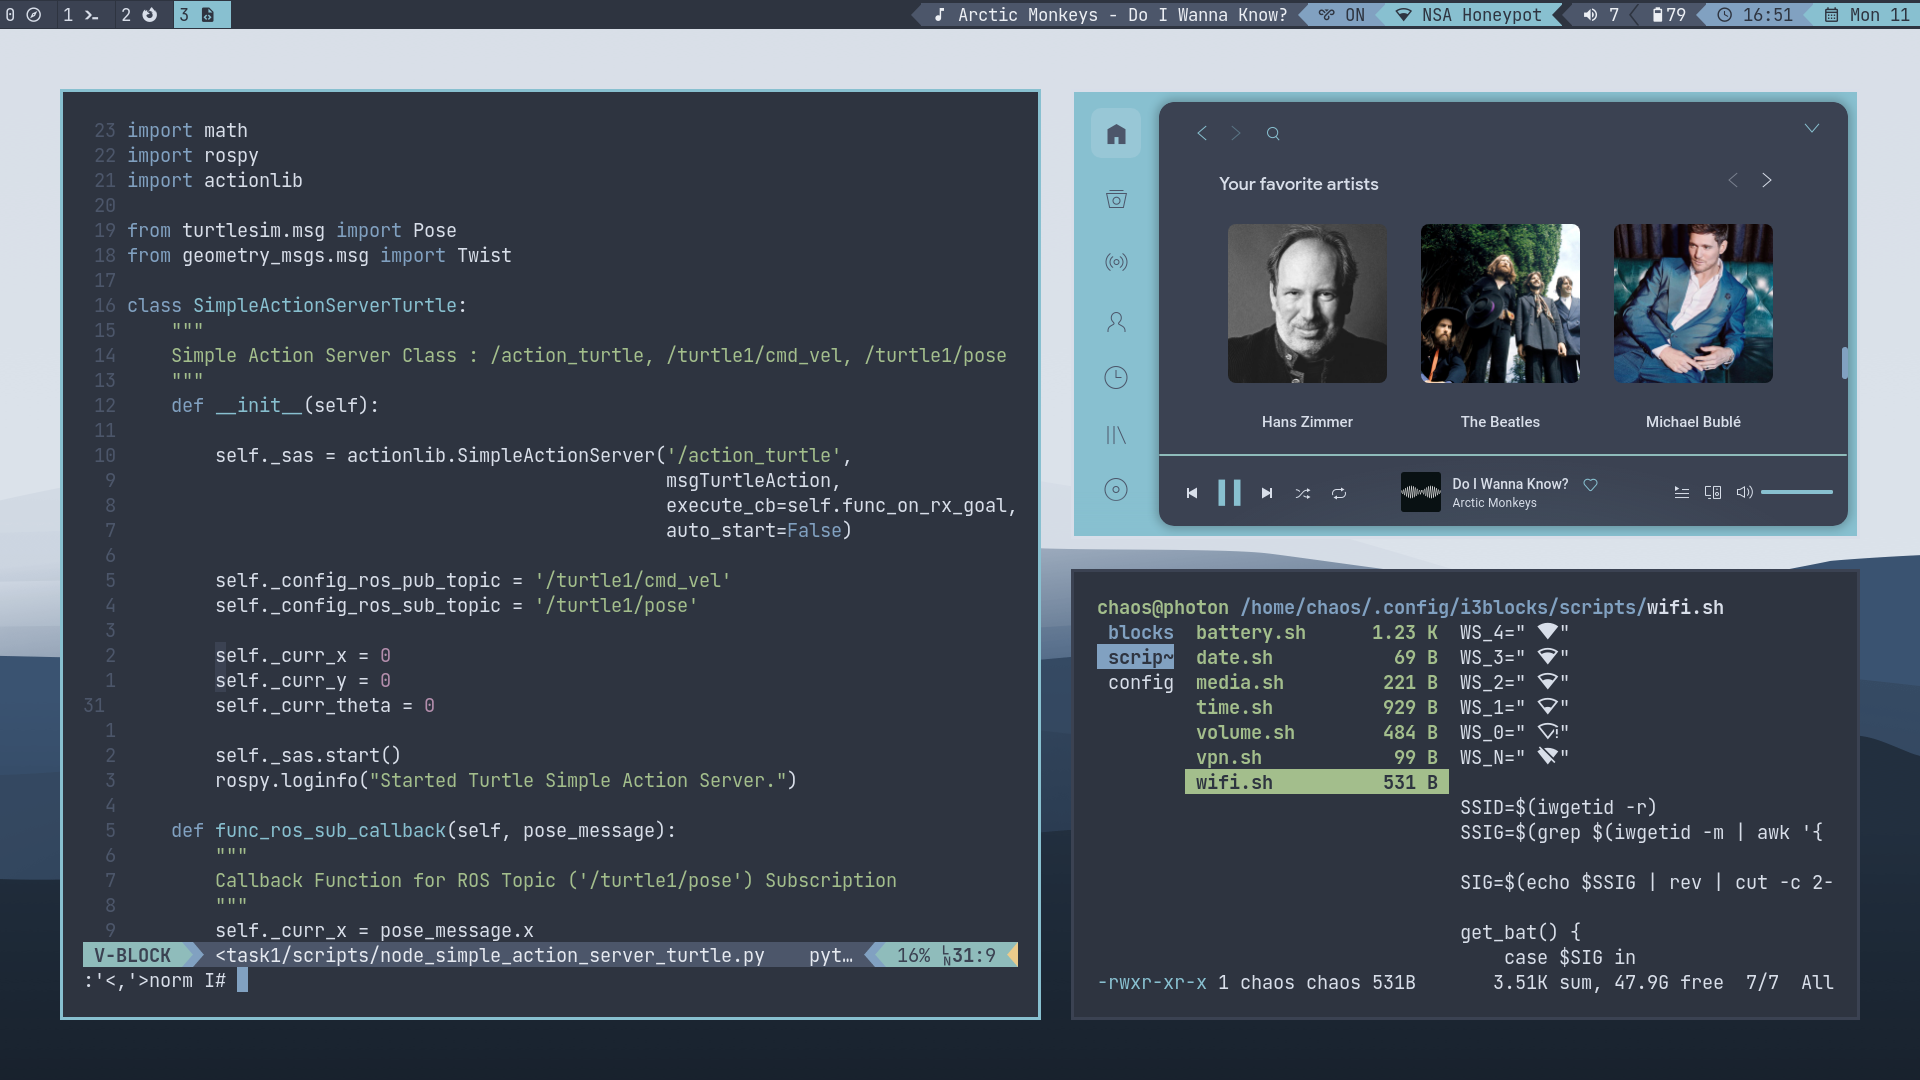 0 1 2 3 Arctic Monkeys - Do I Wanna Know? ON NSA Honeypot 7 79 16:51 Mon 11
23 import math
22 import rospy
21 import actionlib
20
19 from turtlesim.msg import Pose
18 from geometry_msgs.msg import Twist
17
16 class SimpleActionServerTurtle:
15 """
14 Simple Action Server Class : /action_turtle, /turtle1/cmd_vel, /turtle1/pose
13 """
12 def __init__(self):
11
10 self._sas = actionlib.SimpleActionServer('/action_turtle',
9 msgTurtleAction,
8 execute_cb=self.func_on_rx_goal,
7 auto_start=False)
6
5 self._config_ros_pub_topic = '/turtle1/cmd_vel'
4 self._config_ros_sub_topic = '/turtle1/pose'
3
2 self._curr_x = 0
1 self._curr_y = 0
31 self._curr_theta = 0
1
2 self._sas.start()
3 rospy.loginfo("Started Turtle Simple Action Server.")
4
5 def func_ros_sub_callback(self, pose_message):
6 """
7 Callback Function for ROS Topic ('/turtle1/pose') Subscription
8 """
9 self._curr_x = pose_message.x
V-BLOCK <task1/scripts/node_simple_action_server_turtle.py pyt… 16% LN 31:9
:'<,'>norm I#
Your favorite artists
Hans Zimmer The Beatles Michael Bublé
Do I Wanna Know?
Arctic Monkeys
chaos@photon /home/chaos/.config/i3blocks/scripts/wifi.sh
blocks battery.sh 1.23 K WS_4=" "
scrip~ date.sh 69 B WS_3=" "
config media.sh 221 B WS_2=" "
time.sh 929 B WS_1=" "
volume.sh 484 B WS_0=" "
vpn.sh 99 B WS_N=" "
wifi.sh 531 B
SSID=$(iwgetid -r)
SSIG=$(grep $(iwgetid -m | awk '{
SIG=$(echo $SSIG | rev | cut -c 2-
get_bat() {
case $SIG in
-rwxr-xr-x 1 chaos chaos 531B 3.51K sum, 47.9G free 7/7 All